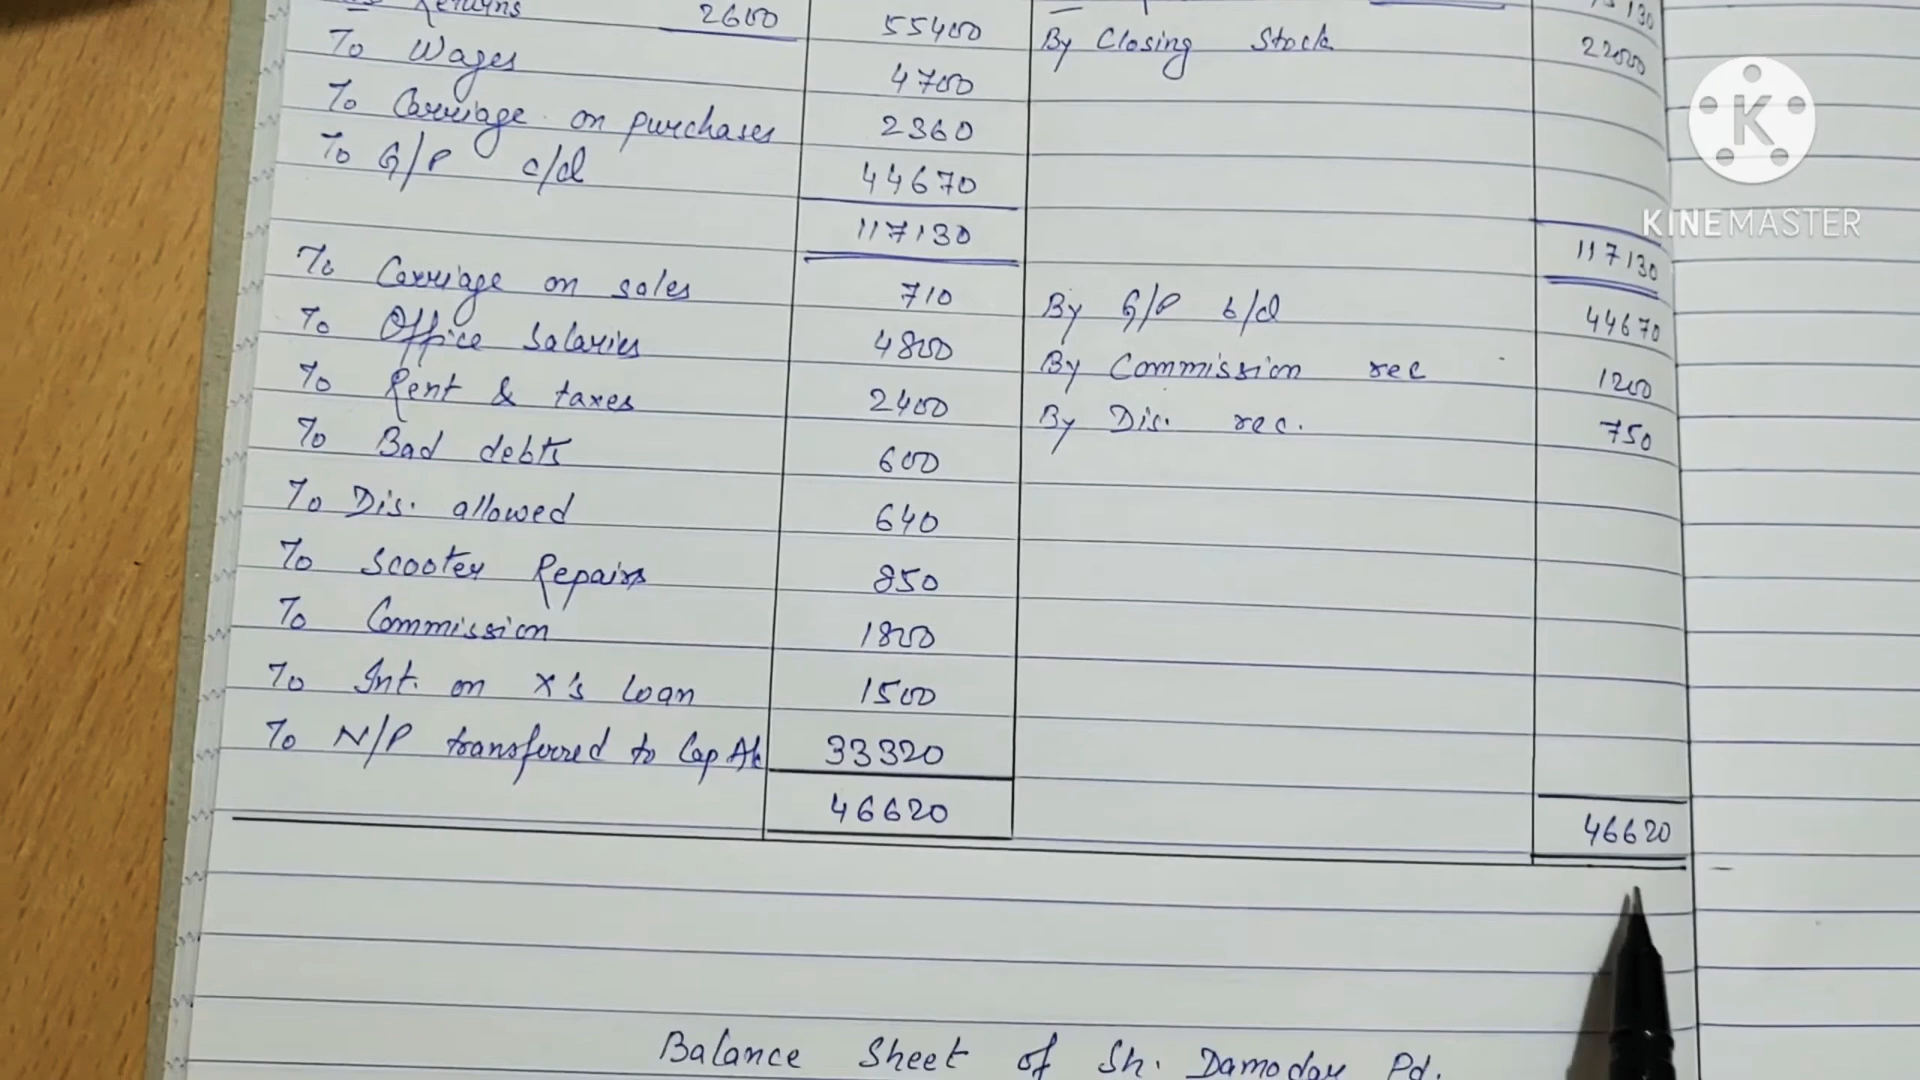 Returns 2600 55400
By Closing Stock 22000
To Wages 4700
To Carriage on purchases 2360
To G/P c/d 44670
117130 117130
To Carriage on sales 710 By G/P b/d 44670
To Office Salaries 4800 By Commission rec 1200
To Rent & taxes 2400 By Dis. rec. 750
To Bad debts 600
To Dis. allowed 640
To Scooter Repairs 850
To Commission 1800
To Int. on X's Loan 1500
To N/P transferred to Cap A/c 33320
46620 46620
Balance Sheet of Sh. Damodar Pd.
K
KINEMASTER